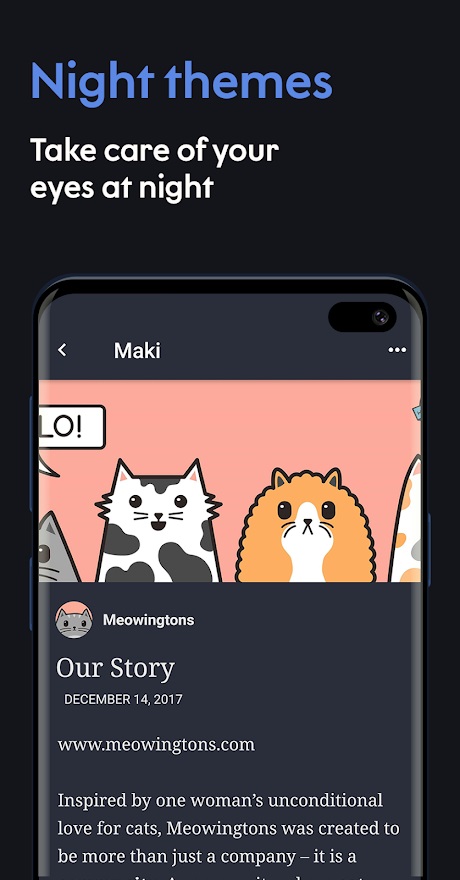 Night themes
Take care of your
eyes at night
Maki
LO!
Meowingtons
Our Story
DECEMBER 14, 2017
www.meowingtons.com
Inspired by one woman’s unconditional
love for cats, Meowingtons was created to
be more than just a company – it is a